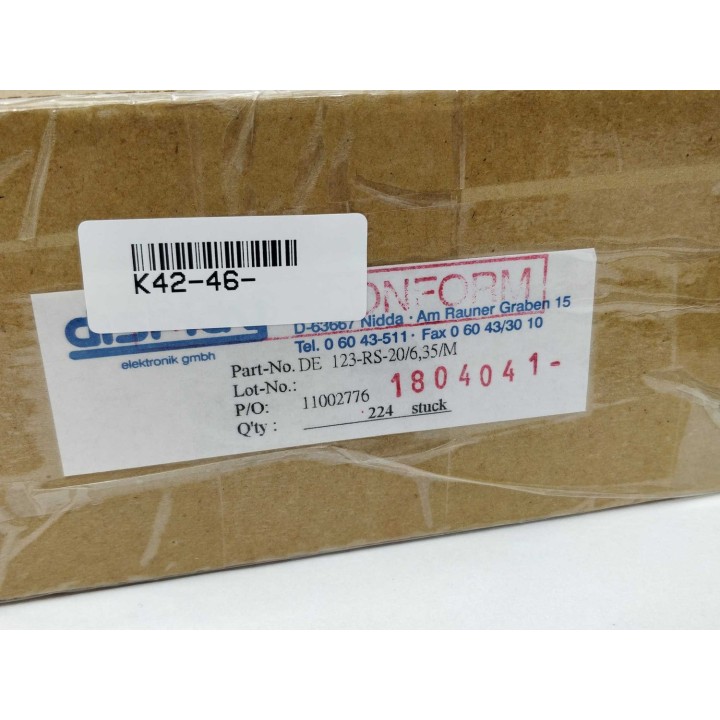 K42-46-
ONFORM
elektronik gmbh
D-63667 Nidda · Am Rauner Graben 15
Tel. 0 60 43-511 · Fax 0 60 43/30 10
Part-No. DE 123-RS-20/6,35/M
Lot-No.: 1804041-
P/O: 11002776
Q'ty : 224 stuck